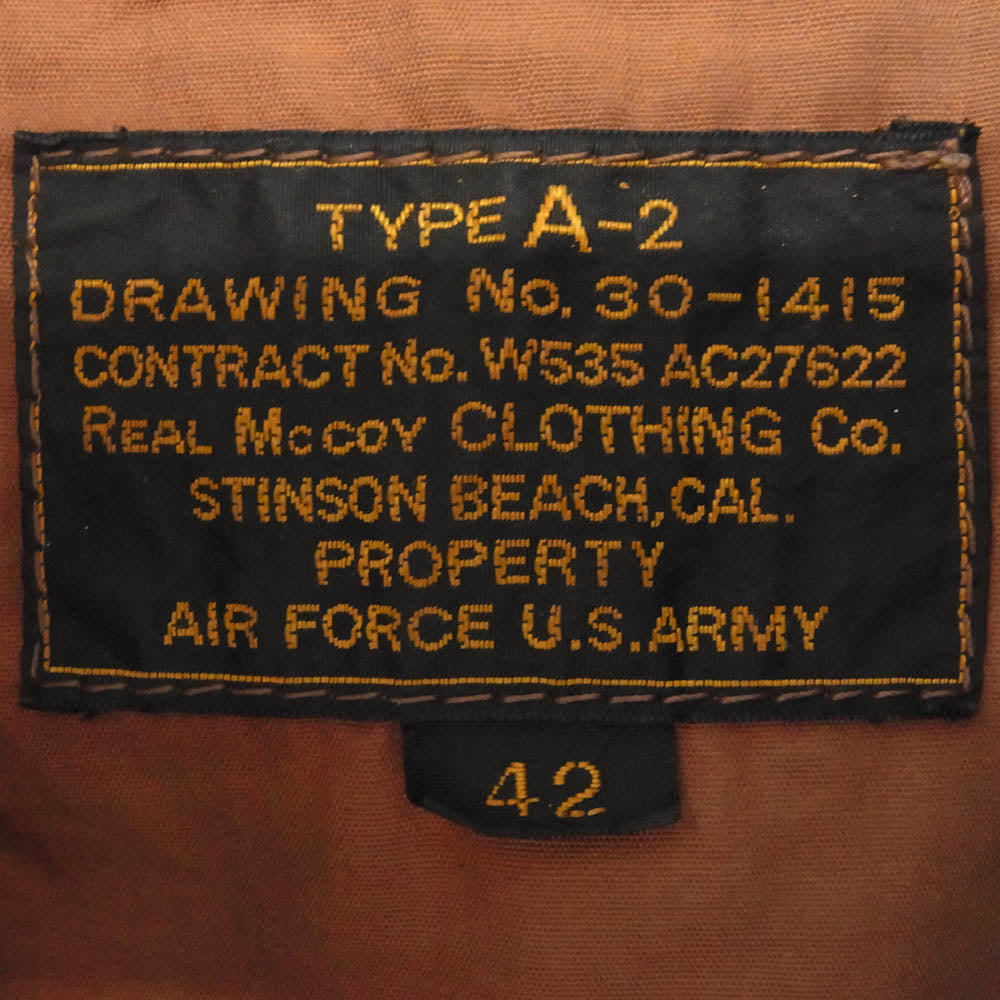 TYPE A-2
DRAWING No. 30-1415
CONTRACT No. W535 AC27622
REAL McCOY CLOTHING Co.
STINSON BEACH, CAL.
PROPERTY
AIR FORCE U.S. ARMY
42